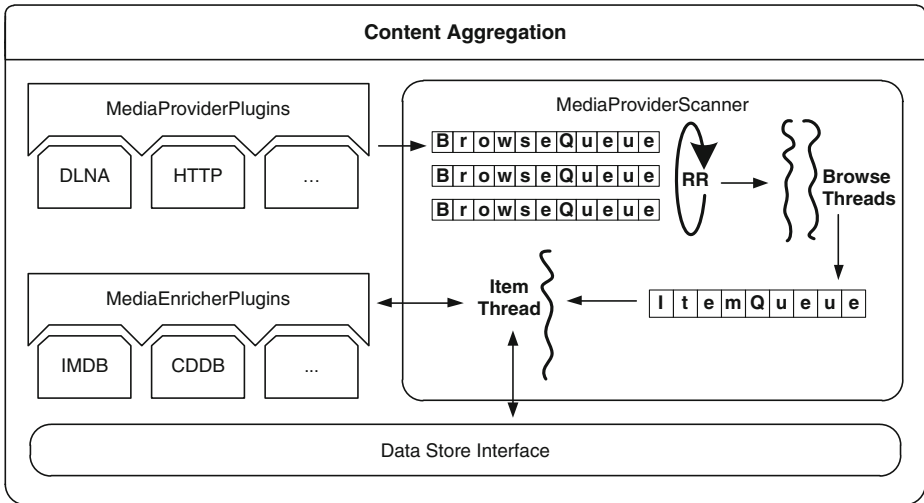 Content Aggregation
MediaProviderPlugins
DLNA
HTTP
...
MediaProviderScanner
BrowseQueue
BrowseQueue
BrowseQueue
RR
Browse
Threads
MediaEnricherPlugins
IMDB
CDDB
...
Item
Thread
ItemQueue
Data Store Interface